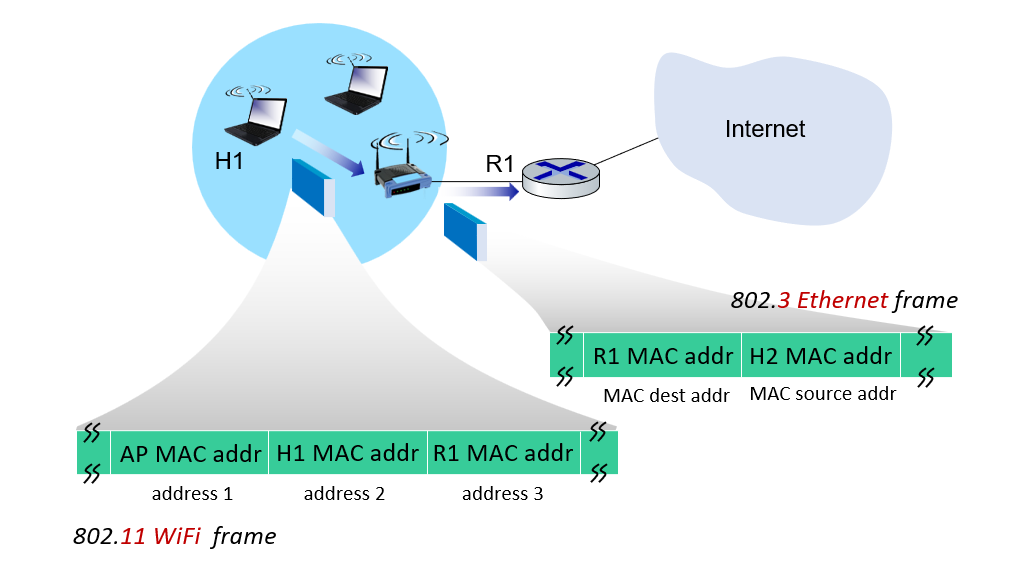 H1
R1
Internet
802.3 Ethernet frame
R1 MAC addr H2 MAC addr
MAC dest addr MAC source addr
AP MAC addr H1 MAC addr R1 MAC addr
address 1 address 2 address 3
802.11 WiFi frame